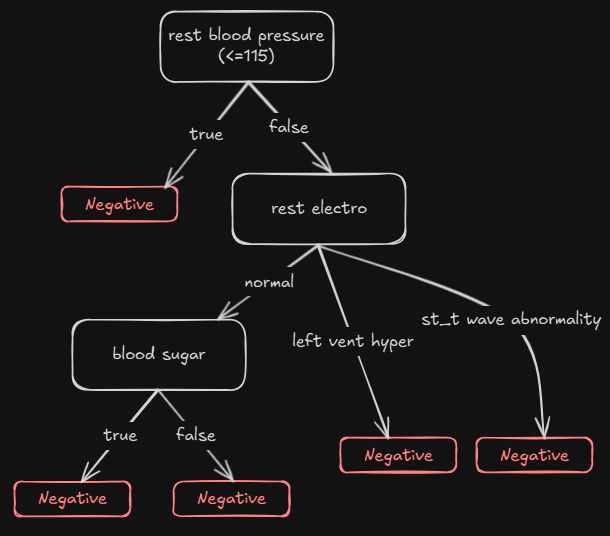 rest blood pressure
(<=115)
true
false
Negative
rest electro
normal
left vent hyper
st_t wave abnormality
blood sugar
true
false
Negative
Negative
Negative
Negative